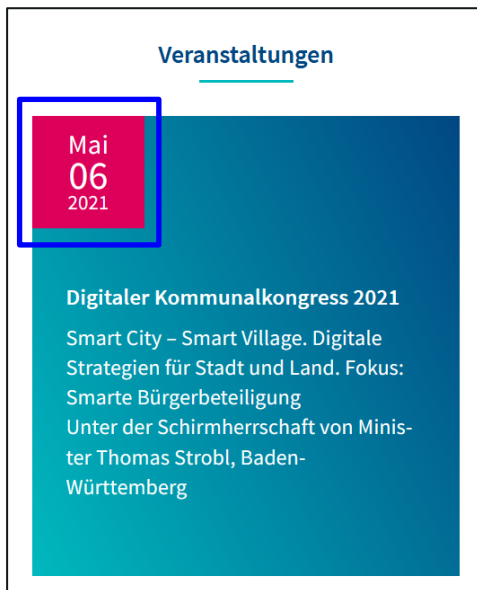 Veranstaltungen
Mai
06
2021
Digitaler Kommunalkongress 2021
Smart City – Smart Village. Digitale
Strategien für Stadt und Land. Fokus:
Smarte Bürgerbeteiligung
Unter der Schirmherrschaft von Minis-
ter Thomas Strobl, Baden-
Württemberg